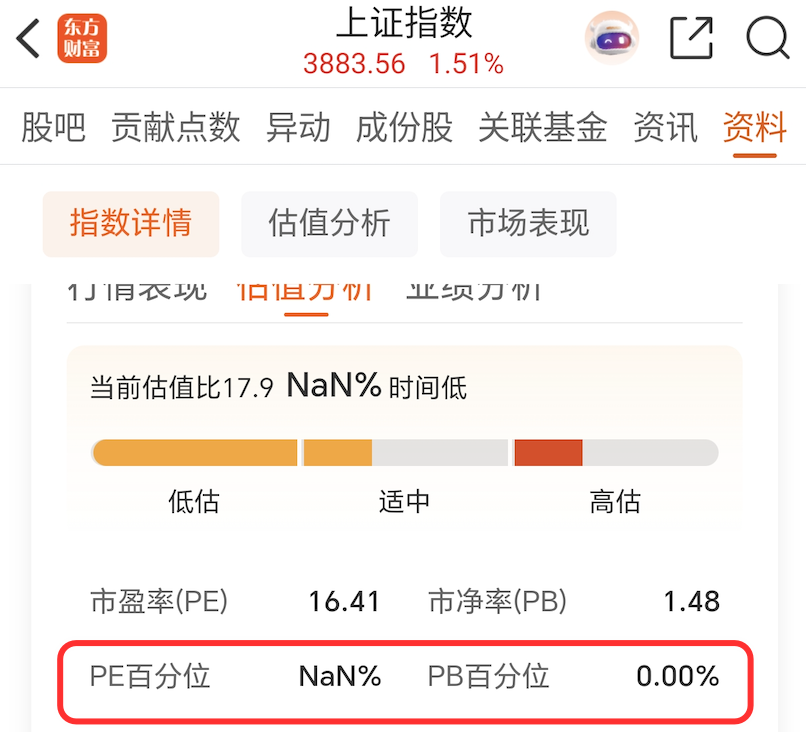 东方
财富
上证指数
3883.56 1.51%
股吧 贡献点数 异动 成份股 关联基金 资讯 资料
指数详情 估值分析 市场表现
行情表现 估值分析 业绩分析
当前估值比17.9 NaN% 时间低
低估 适中 高估
市盈率(PE) 16.41 市净率(PB) 1.48
PE百分位 NaN% PB百分位 0.00%